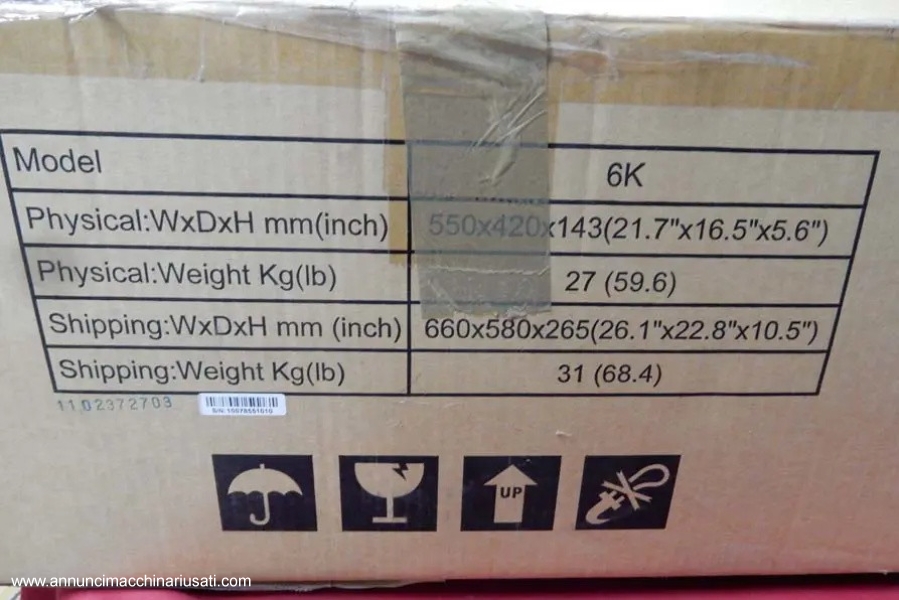 Model 6K
Physical:WxDxH mm(inch) 550x420x143(21.7"x16.5"x5.6")
Physical:Weight Kg(lb) 27 (59.6)
Shipping:WxDxH mm (inch) 660x580x265(26.1"x22.8"x10.5")
Shipping:Weight Kg(lb) 31 (68.4)
1102372703
UP
www.annuncimacchinariusati.com